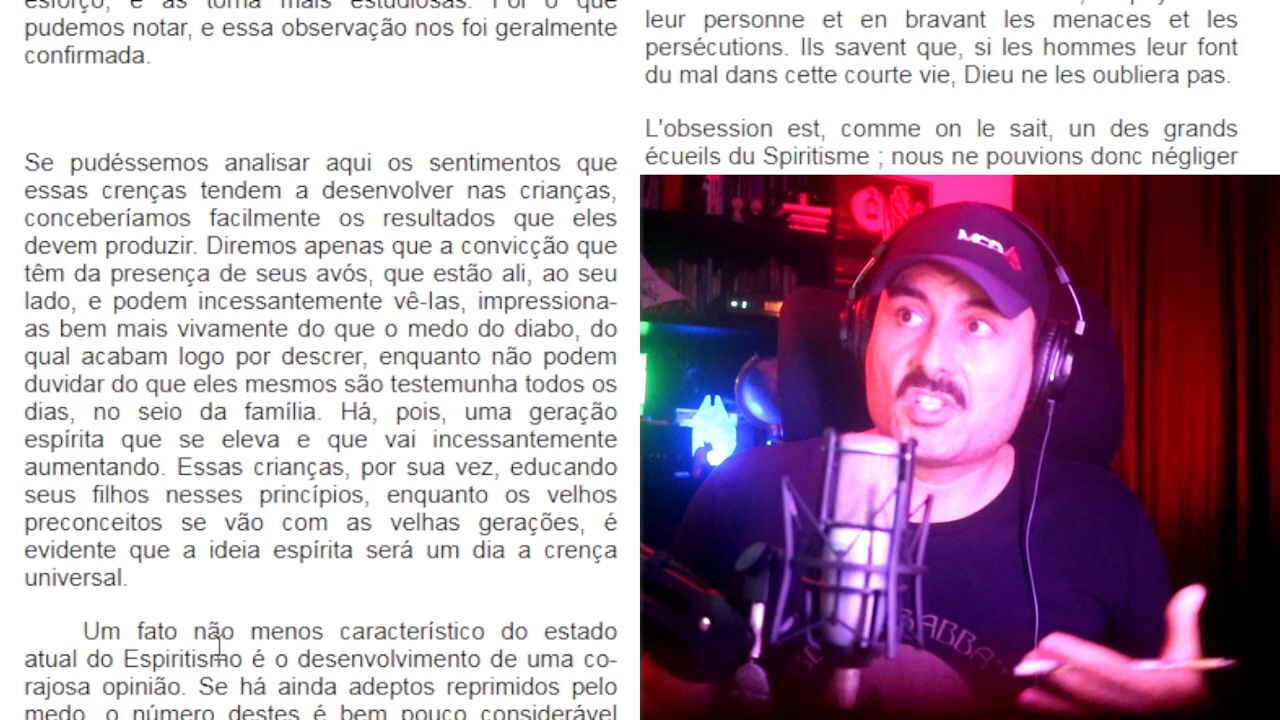 esforço, e as torna mais estudiosas. Por o que
pudemos notar, e essa observação nos foi geralmente
confirmada.
Se pudéssemos analisar aqui os sentimentos que
essas crenças tendem a desenvolver nas crianças,
conceberíamos facilmente os resultados que eles
devem produzir. Diremos apenas que a convicção que
têm da presença de seus avós, que estão ali, ao seu
lado, e podem incessantemente vê-las, impressiona-
as bem mais vivamente do que o medo do diabo, do
qual acabam logo por descrer, enquanto não podem
duvidar do que eles mesmos são testemunha todos os
dias, no seio da família. Há, pois, uma geração
espírita que se eleva e que vai incessantemente
aumentando. Essas crianças, por sua vez, educando
seus filhos nesses princípios, enquanto os velhos
preconceitos se vão com as velhas gerações, é
evidente que a ideia espírita será um dia a crença
universal.
Um fato não menos característico do estado
atual do Espiritismo é o desenvolvimento de uma co-
rajosa opinião. Se há ainda adeptos reprimidos pelo
medo, o número destes é bem pouco considerável
leur personne et en bravant les menaces et les
persécutions. Ils savent que, si les hommes leur font
du mal dans cette courte vie, Dieu ne les oubliera pas.
L'obsession est, comme on le sait, un des grands
écueils du Spiritisme ; nous ne pouvions donc négliger